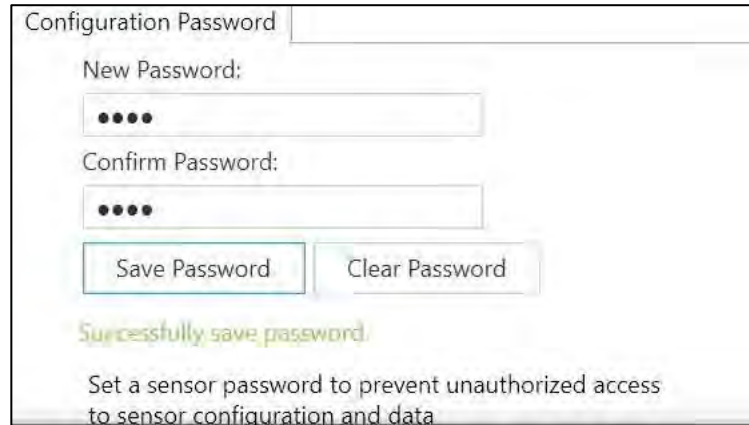 Configuration Password
New Password:
••••
Confirm Password:
••••
Save Password Clear Password
Successfully save password.
Set a sensor password to prevent unauthorized access
to sensor configuration and data